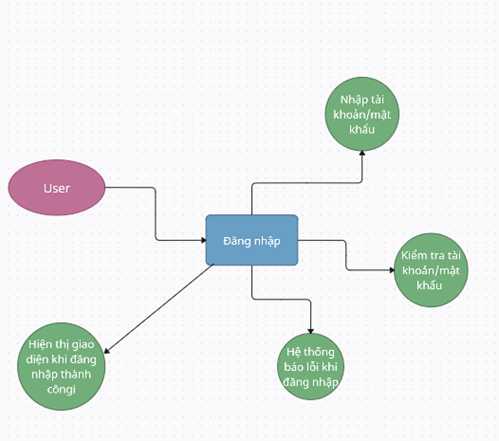 Nhập tài
khoản/mật
khẩu
User
Đăng nhập
Kiểm tra tài
khoản/mật
khẩu
Hiện thị giao
diện khi đăng
nhập thành
côngi
Hệ thống
báo lỗi khi
đăng nhập